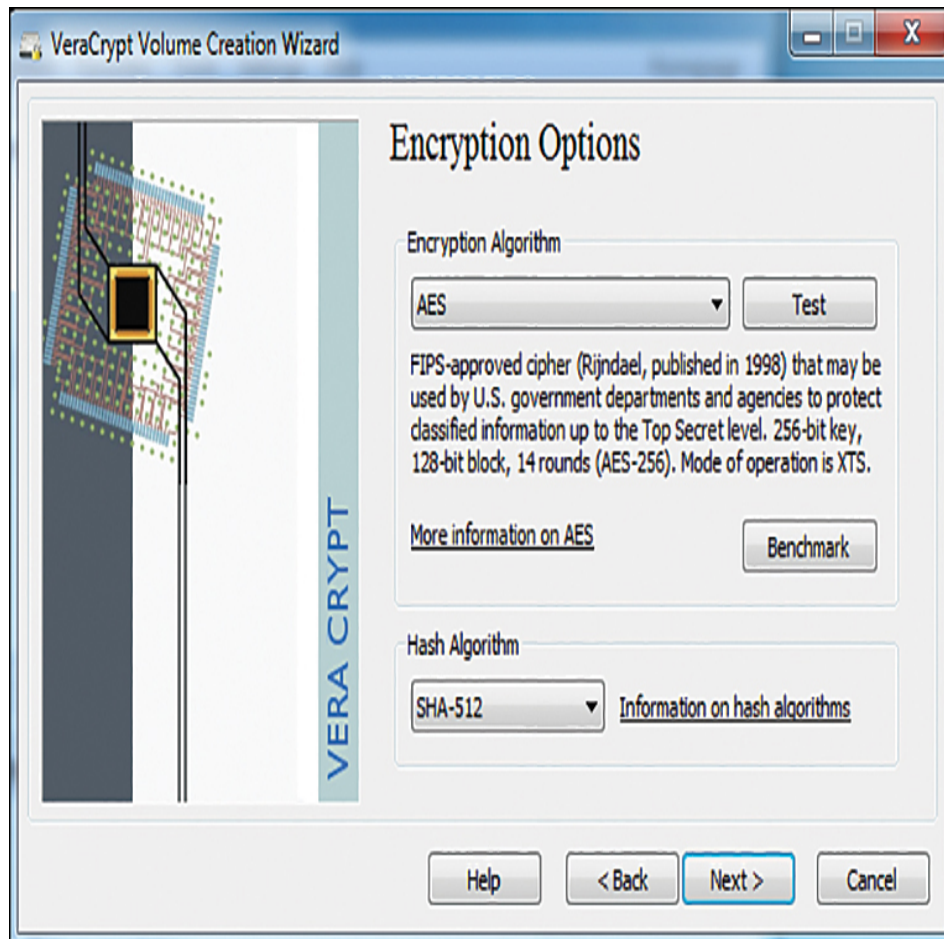 VeraCrypt Volume Creation Wizard
X
VERA CRYPT
Encryption Options
Encryption Algorithm
AES
Test
FIPS-approved cipher (Rijndael, published in 1998) that may be
used by U.S. government departments and agencies to protect
classified information up to the Top Secret level. 256-bit key,
128-bit block, 14 rounds (AES-256). Mode of operation is XTS.
More information on AES
Benchmark
Hash Algorithm
SHA-512
Information on hash algorithms
Help
< Back
Next >
Cancel